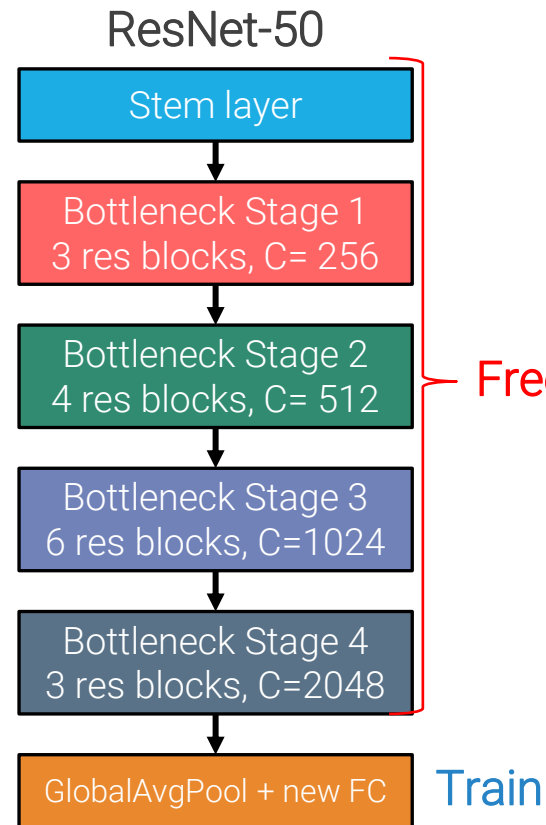 ResNet-50
Stem layer
Bottleneck Stage 1
3 res blocks, C= 256
Bottleneck Stage 2
4 res blocks, C= 512
Bottleneck Stage 3
6 res blocks, C=1024
Bottleneck Stage 4
3 res blocks, C=2048
GlobalAvgPool + new FC
Train